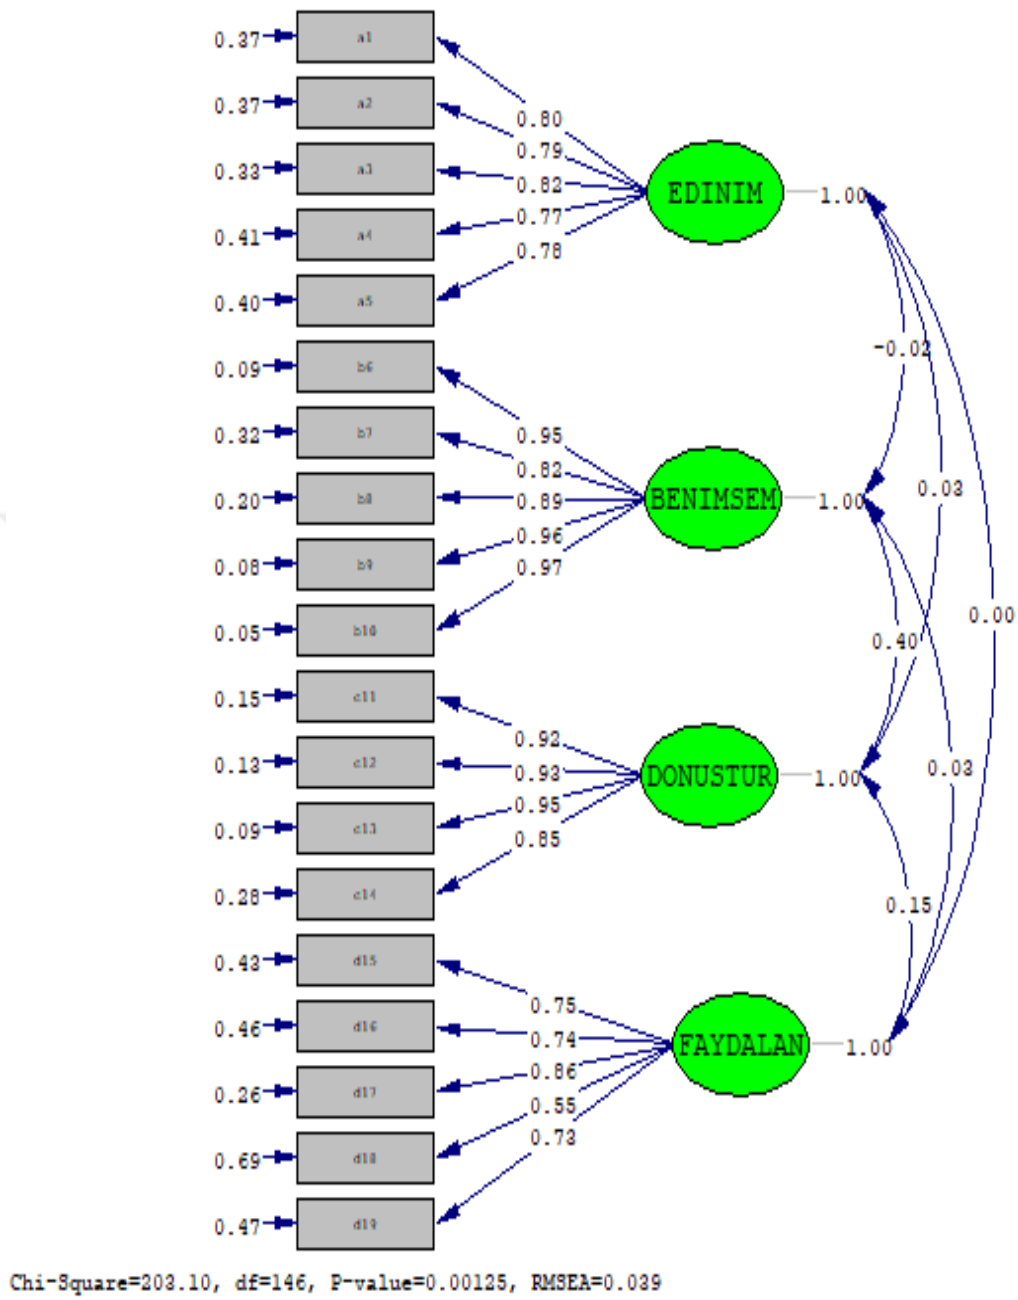 0.37 a1
0.80
0.37 a2
0.79
0.33 a3
0.82
EDINIM 1.00
0.41 a4
0.77
0.40 a5
0.78
0.09 b6
-0.02
0.32 b7
0.95
0.82
0.20 b8
0.89
BENIMSEM 1.00
0.03
0.08 b9
0.96
0.97
0.05 b10
0.00
0.40
0.15 c11
0.92
0.13 c12
0.93
DONUSTUR 1.00
0.03
0.09 c13
0.95
0.85
0.28 c14
0.15
0.43 d15
0.75
0.46 d16
0.74
FAYDALAN 1.00
0.26 d17
0.86
0.55
0.69 d18
0.73
0.47 d19
Chi-Square=203.10, df=146, P-value=0.00125, RMSEA=0.039